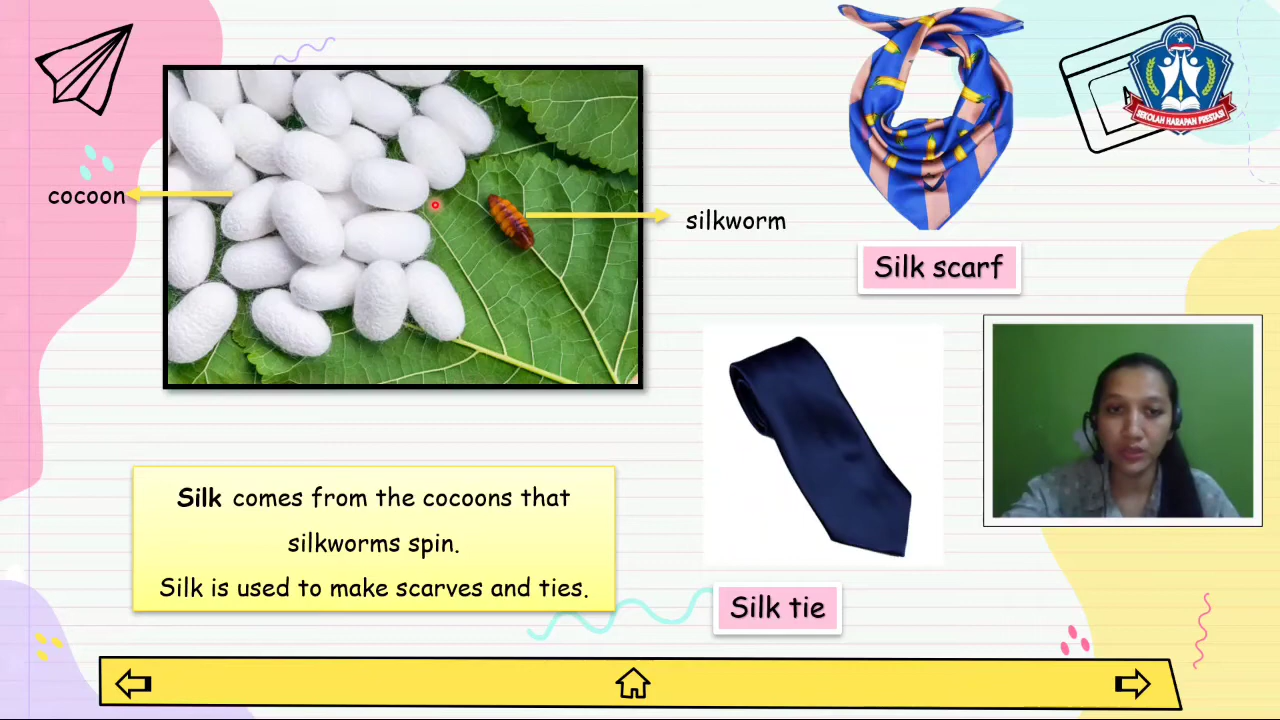 cocoon
silkworm
SEKOLAH HARAPAN PRESTASI
Silk scarf
Silk comes from the cocoons that
silkworms spin.
Silk is used to make scarves and ties.
Silk tie